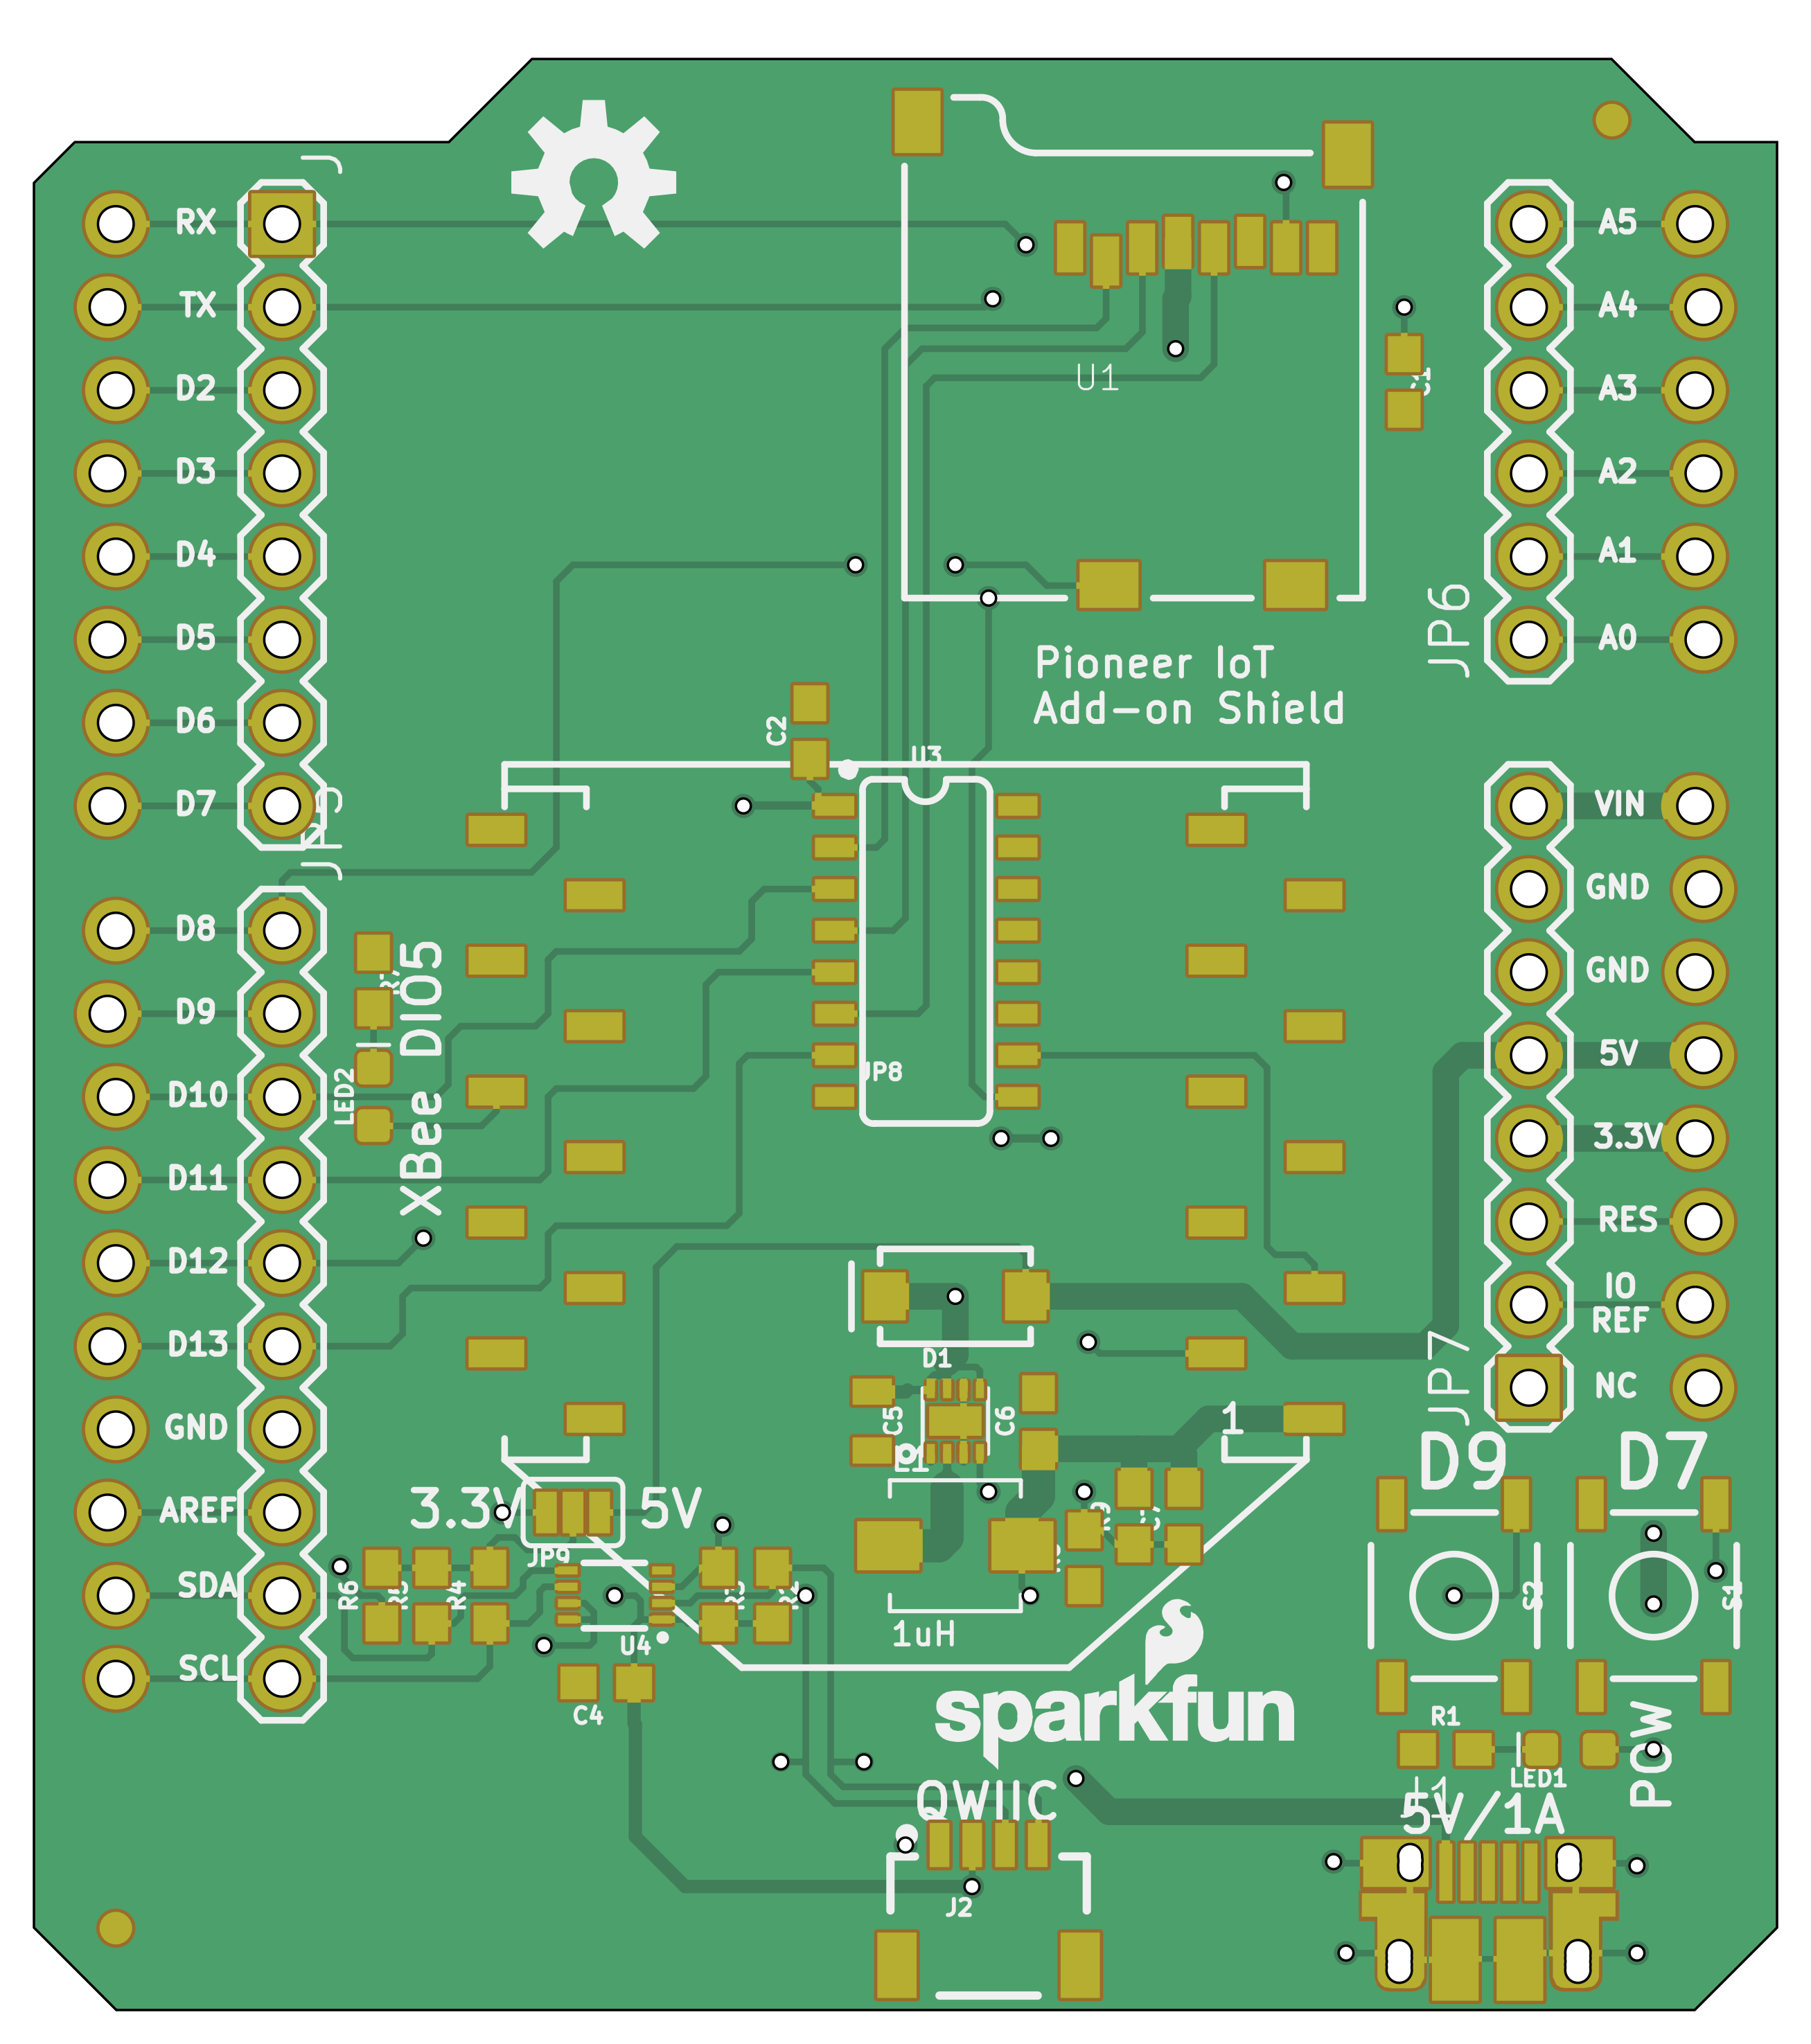 RX
TX
D2
D3
D4
D5
D6
D7
D8
D9
D10
D11
D12
D13
GND
AREF
SDA
SCL
A5
A4
A3
A2
A1
A0
JP6
VIN
GND
GND
5V
3.3V
RES
IO
REF
NC
JP7
U1
Pioneer IoT
Add-on Shield
C2
U3
JP8
XBee DIO5
LED2
D1
C5
C6
1
1uH
3.3V
5V
JP9
R6
R4
U4
C4
sparkfun
QWIIC
J2
D9
D7
S2
S1
R1
LED1
POW
J1
5V/1A